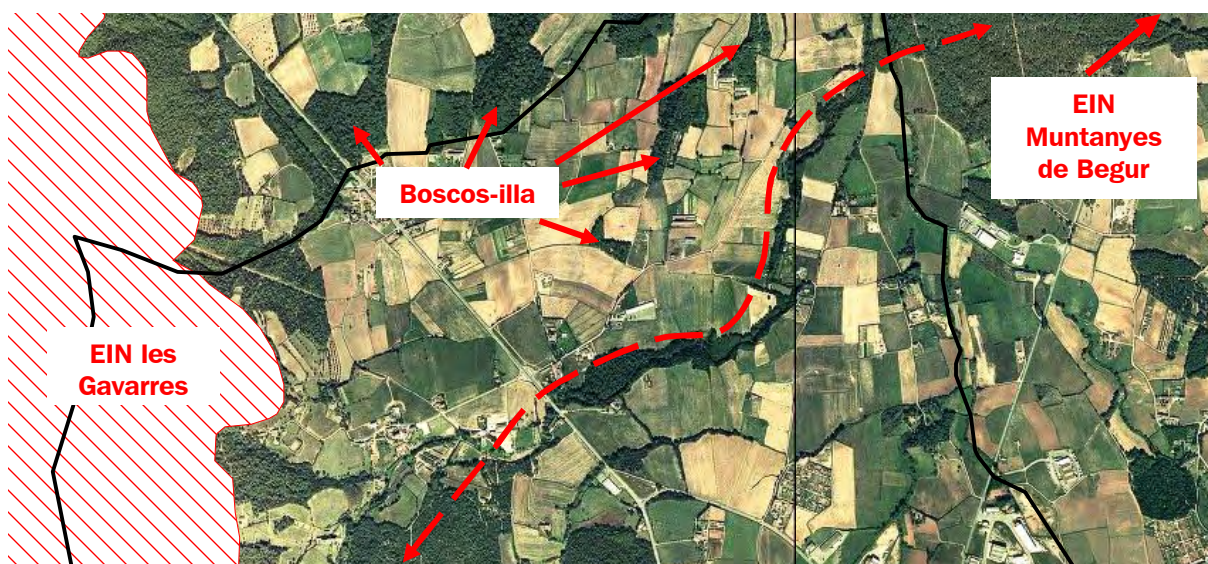 EIN
Muntanyes
de Begur
Boscos-illa
EIN les
Gavarres